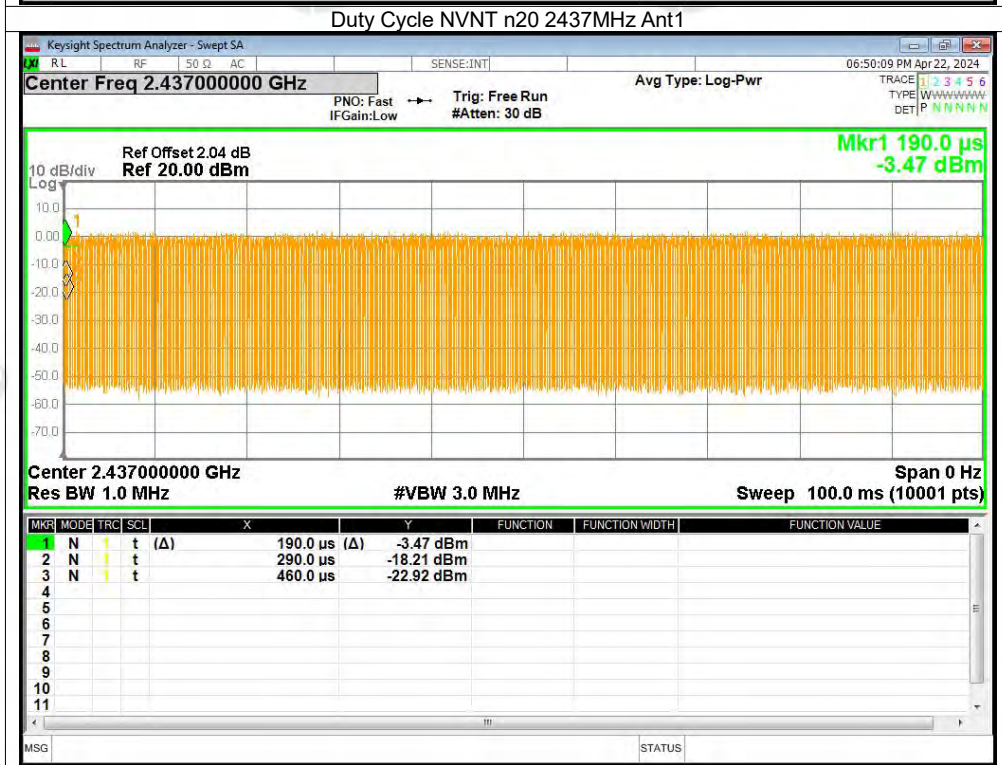 Duty Cycle NVNT n20 2437MHz Ant1
Keysight Spectrum Analyzer - Swept SA
LXI RL RF 50 Ω AC SENSE:INT 06:50:09 PM Apr 22, 2024
Center Freq 2.437000000 GHz Avg Type: Log-Pwr TRACE 1 2 3 4 5 6
PNO: Fast Trig: Free Run TYPE WWWWWW
IFGain:Low #Atten: 30 dB DET P N N N N N
Mkr1 190.0 µs
Ref Offset 2.04 dB
10 dB/div Ref 20.00 dBm -3.47 dBm
Log
10.0
1
0.00
-10.0
-20.0
-30.0
-40.0
-50.0
-60.0
-70.0
Center 2.437000000 GHz Span 0 Hz
Res BW 1.0 MHz #VBW 3.0 MHz Sweep 100.0 ms (10001 pts)
MKR MODE TRC SCL X Y FUNCTION FUNCTION WIDTH FUNCTION VALUE
1 N 1 t (Δ) 190.0 µs (Δ) -3.47 dBm
2 N 1 t 290.0 µs -18.21 dBm
3 N 1 t 460.0 µs -22.92 dBm
4
5
6
7
8
9
10
11
MSG STATUS